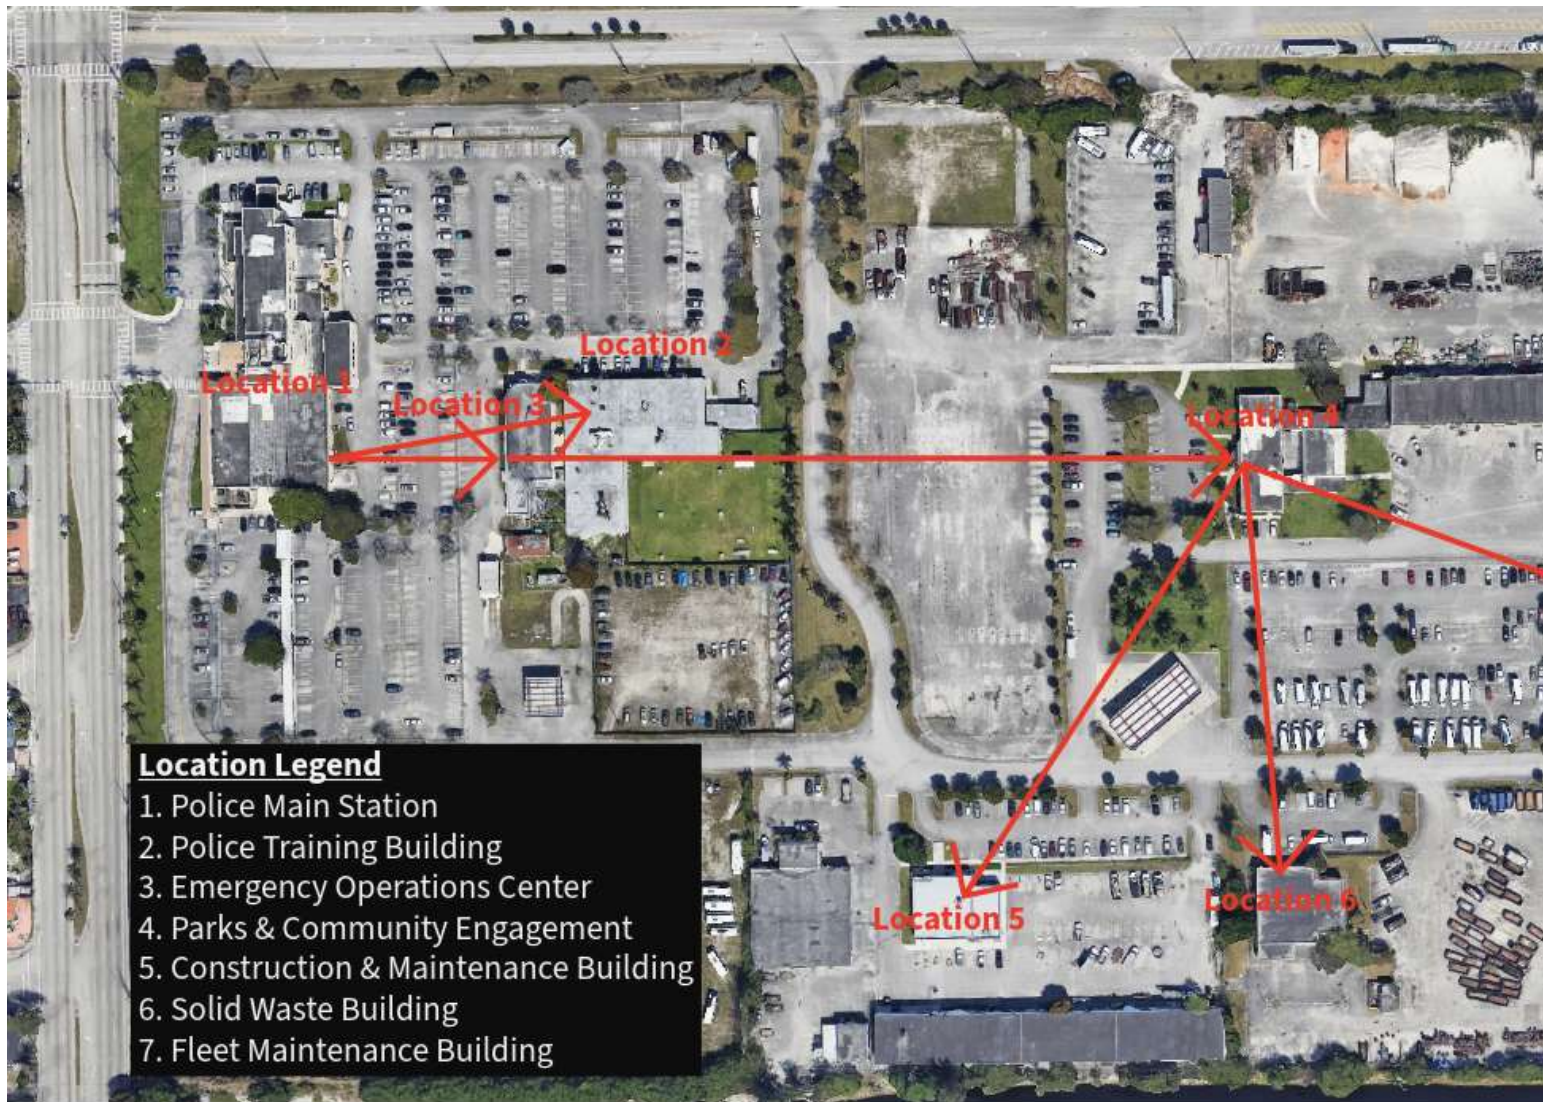 Location 2
Location 1
Location 3
Location 4
Location 5
Location 6
Location Legend
1. Police Main Station
2. Police Training Building
3. Emergency Operations Center
4. Parks & Community Engagement
5. Construction & Maintenance Building
6. Solid Waste Building
7. Fleet Maintenance Building